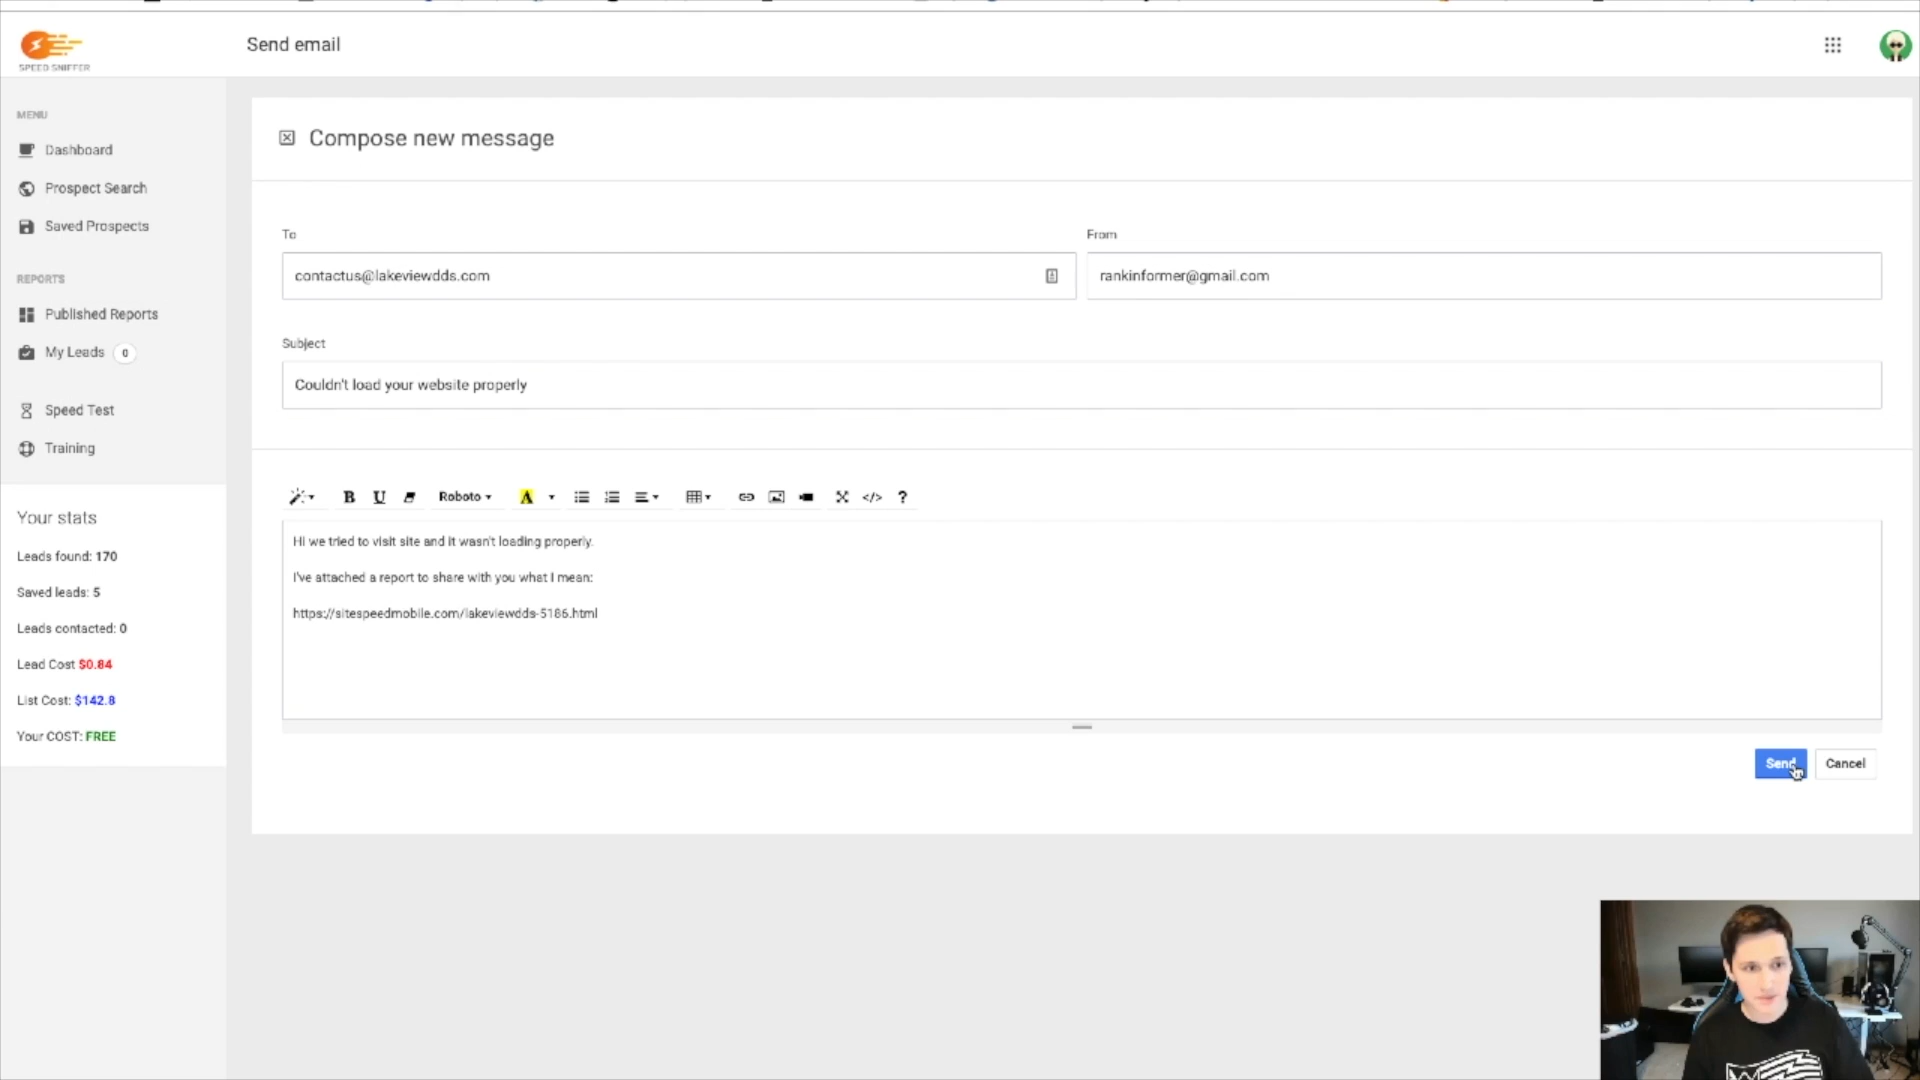 SPEED SNIFFER
Send email
MENU
Dashboard
Prospect Search
Saved Prospects
REPORTS
Published Reports
My Leads 0
Speed Test
Training
Your stats
Leads found: 170
Saved leads: 5
Leads contacted: 0
Lead Cost $0.84
List Cost: $142.8
Your COST: FREE
Compose new message
To
contactus@lakeviewdds.com
From
rankinformer@gmail.com
Subject
Couldn't load your website properly
B U Roboto A </> ?
Hi we tried to visit site and it wasn't loading properly.
I've attached a report to share with you what I mean:
https://sitespeedmobile.com/lakeviewdds-5186.html
Send
Cancel